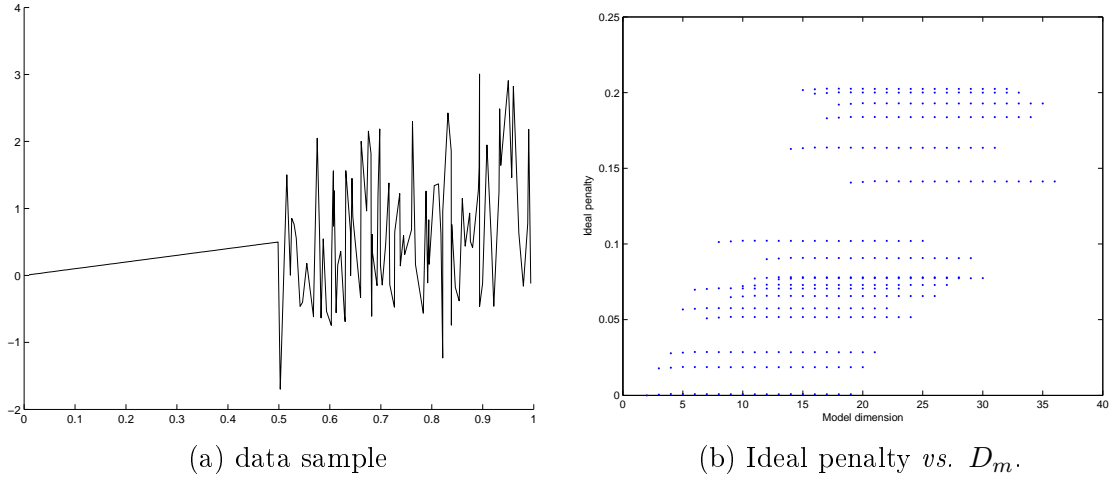 4
3
2
1
0
−1
−2
0 0.1 0.2 0.3 0.4 0.5 0.6 0.7 0.8 0.9 1
(a) data sample
0.25
0.2
0.15
0.1
0.05
0
Ideal penalty
0 5 10 15 20 25 30 35 40
Model dimension
(b) Ideal penalty vs. Dm.